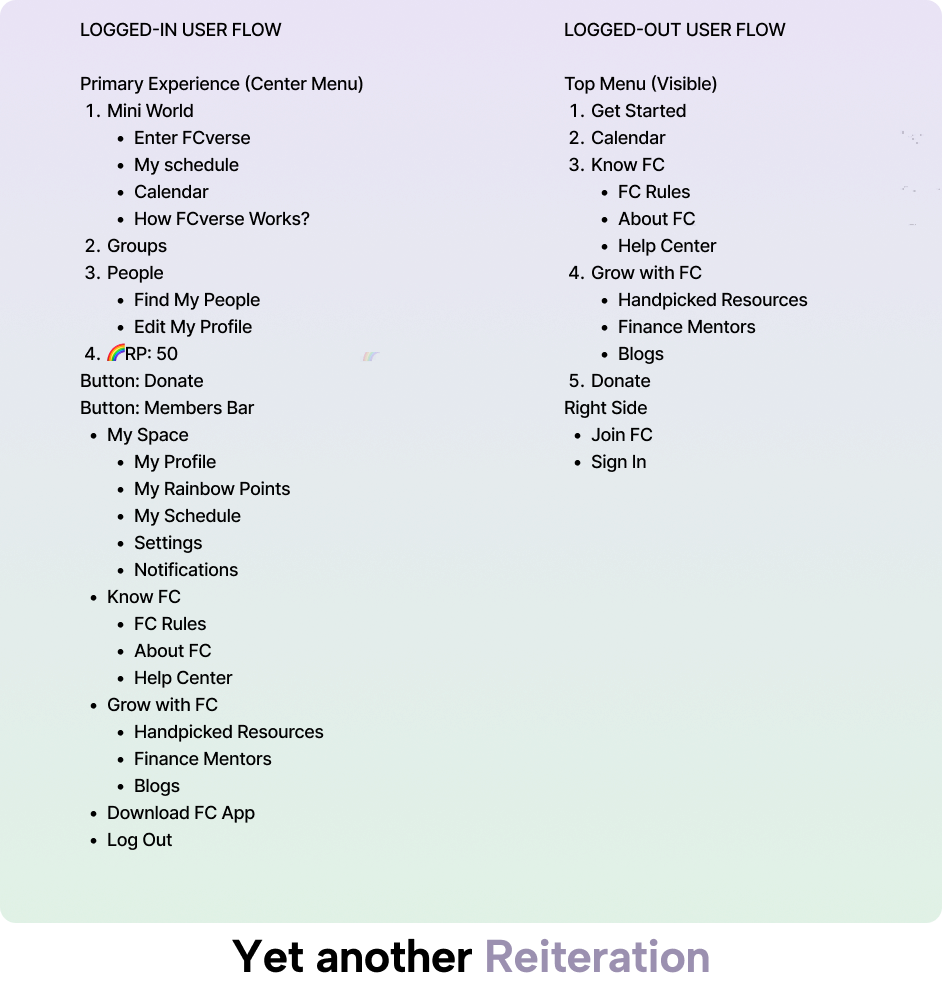 LOGGED-IN USER FLOW
Primary Experience (Center Menu)
1. Mini World
• Enter FCverse
• My schedule
• Calendar
• How FCverse Works?
2. Groups
3. People
• Find My People
• Edit My Profile
4. 🌈RP: 50
Button: Donate
Button: Members Bar
• My Space
• My Profile
• My Rainbow Points
• My Schedule
• Settings
• Notifications
• Know FC
• FC Rules
• About FC
• Help Center
• Grow with FC
• Handpicked Resources
• Finance Mentors
• Blogs
• Download FC App
• Log Out
LOGGED-OUT USER FLOW
Top Menu (Visible)
1. Get Started
2. Calendar
3. Know FC
• FC Rules
• About FC
• Help Center
4. Grow with FC
• Handpicked Resources
• Finance Mentors
• Blogs
5. Donate
Right Side
• Join FC
• Sign In
Yet another Reiteration